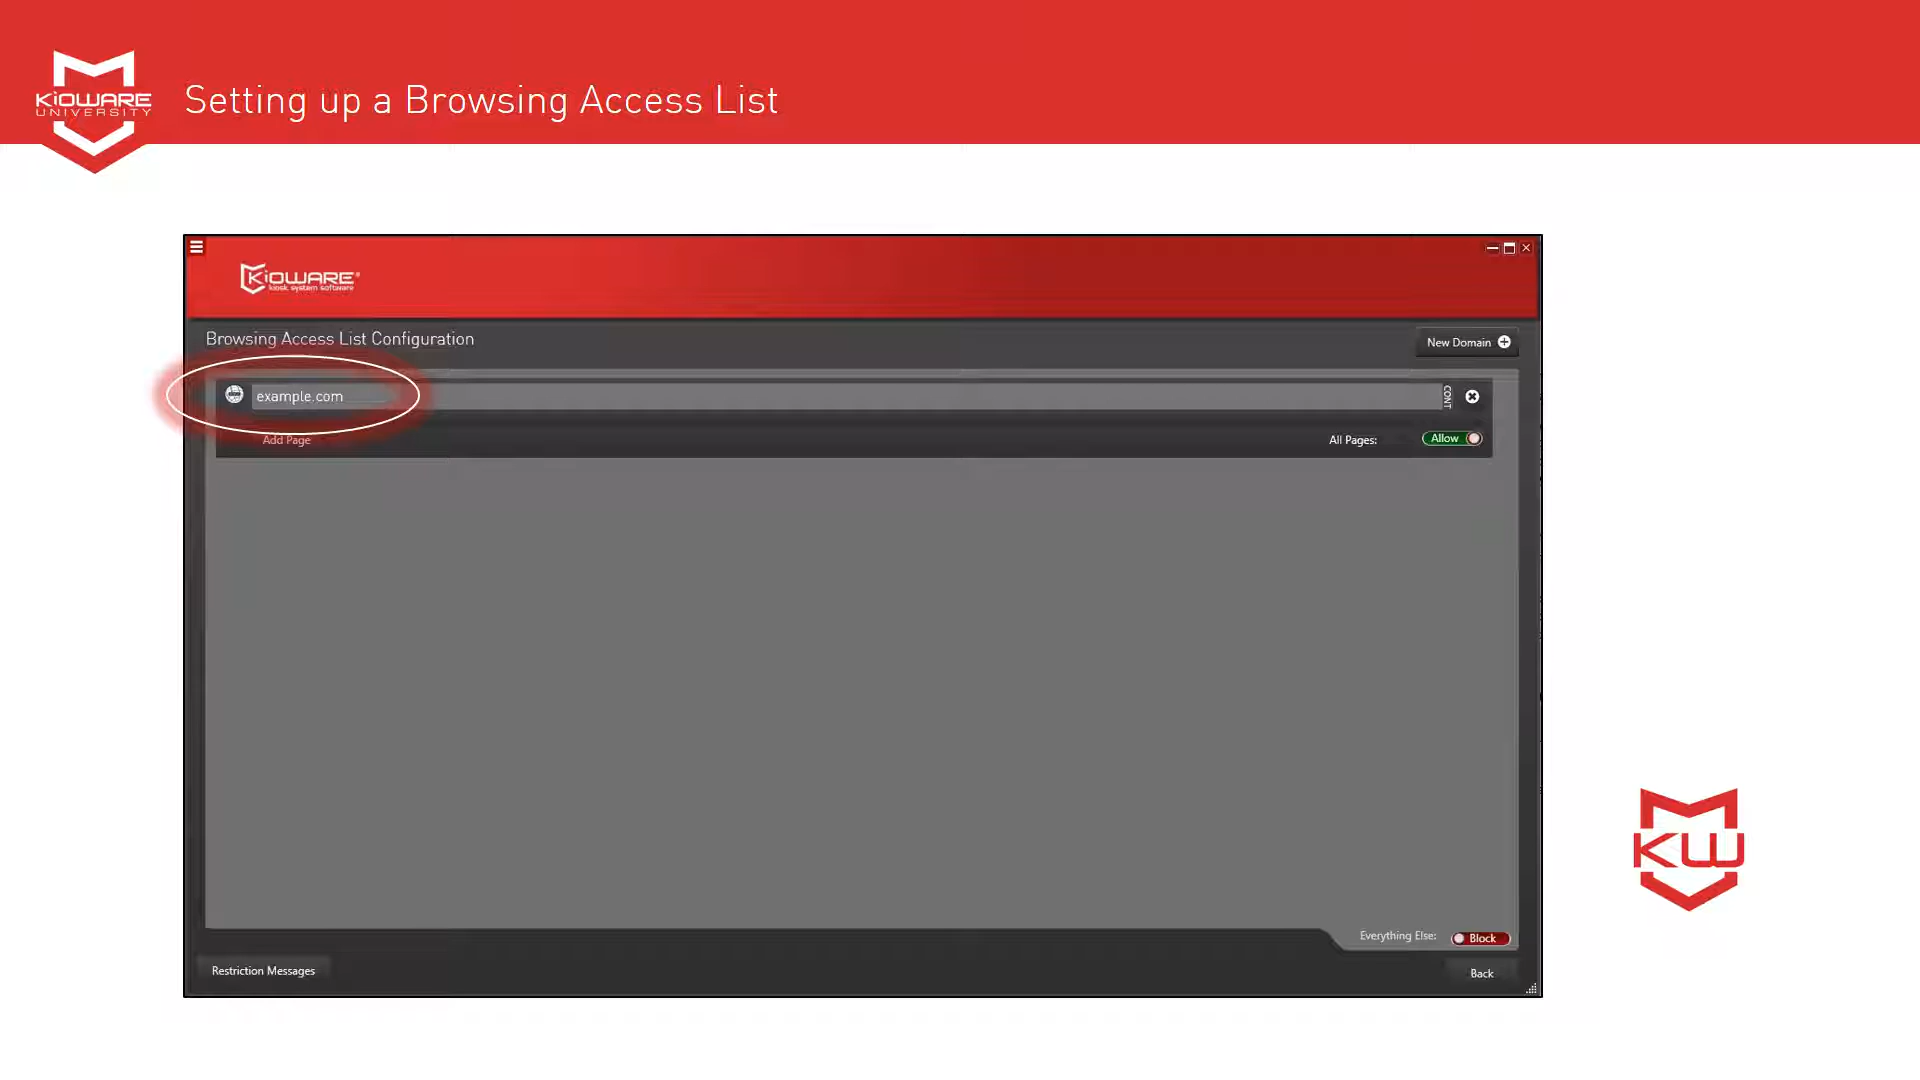 KIOWARE
UNIVERSITY
Setting up a Browsing Access List
KIOWARE®
kiosk system software
Browsing Access List Configuration
New Domain
example.com
CONT
Add Page
All Pages:
Allow
Everything Else:
Block
Restriction Messages
Back
KW